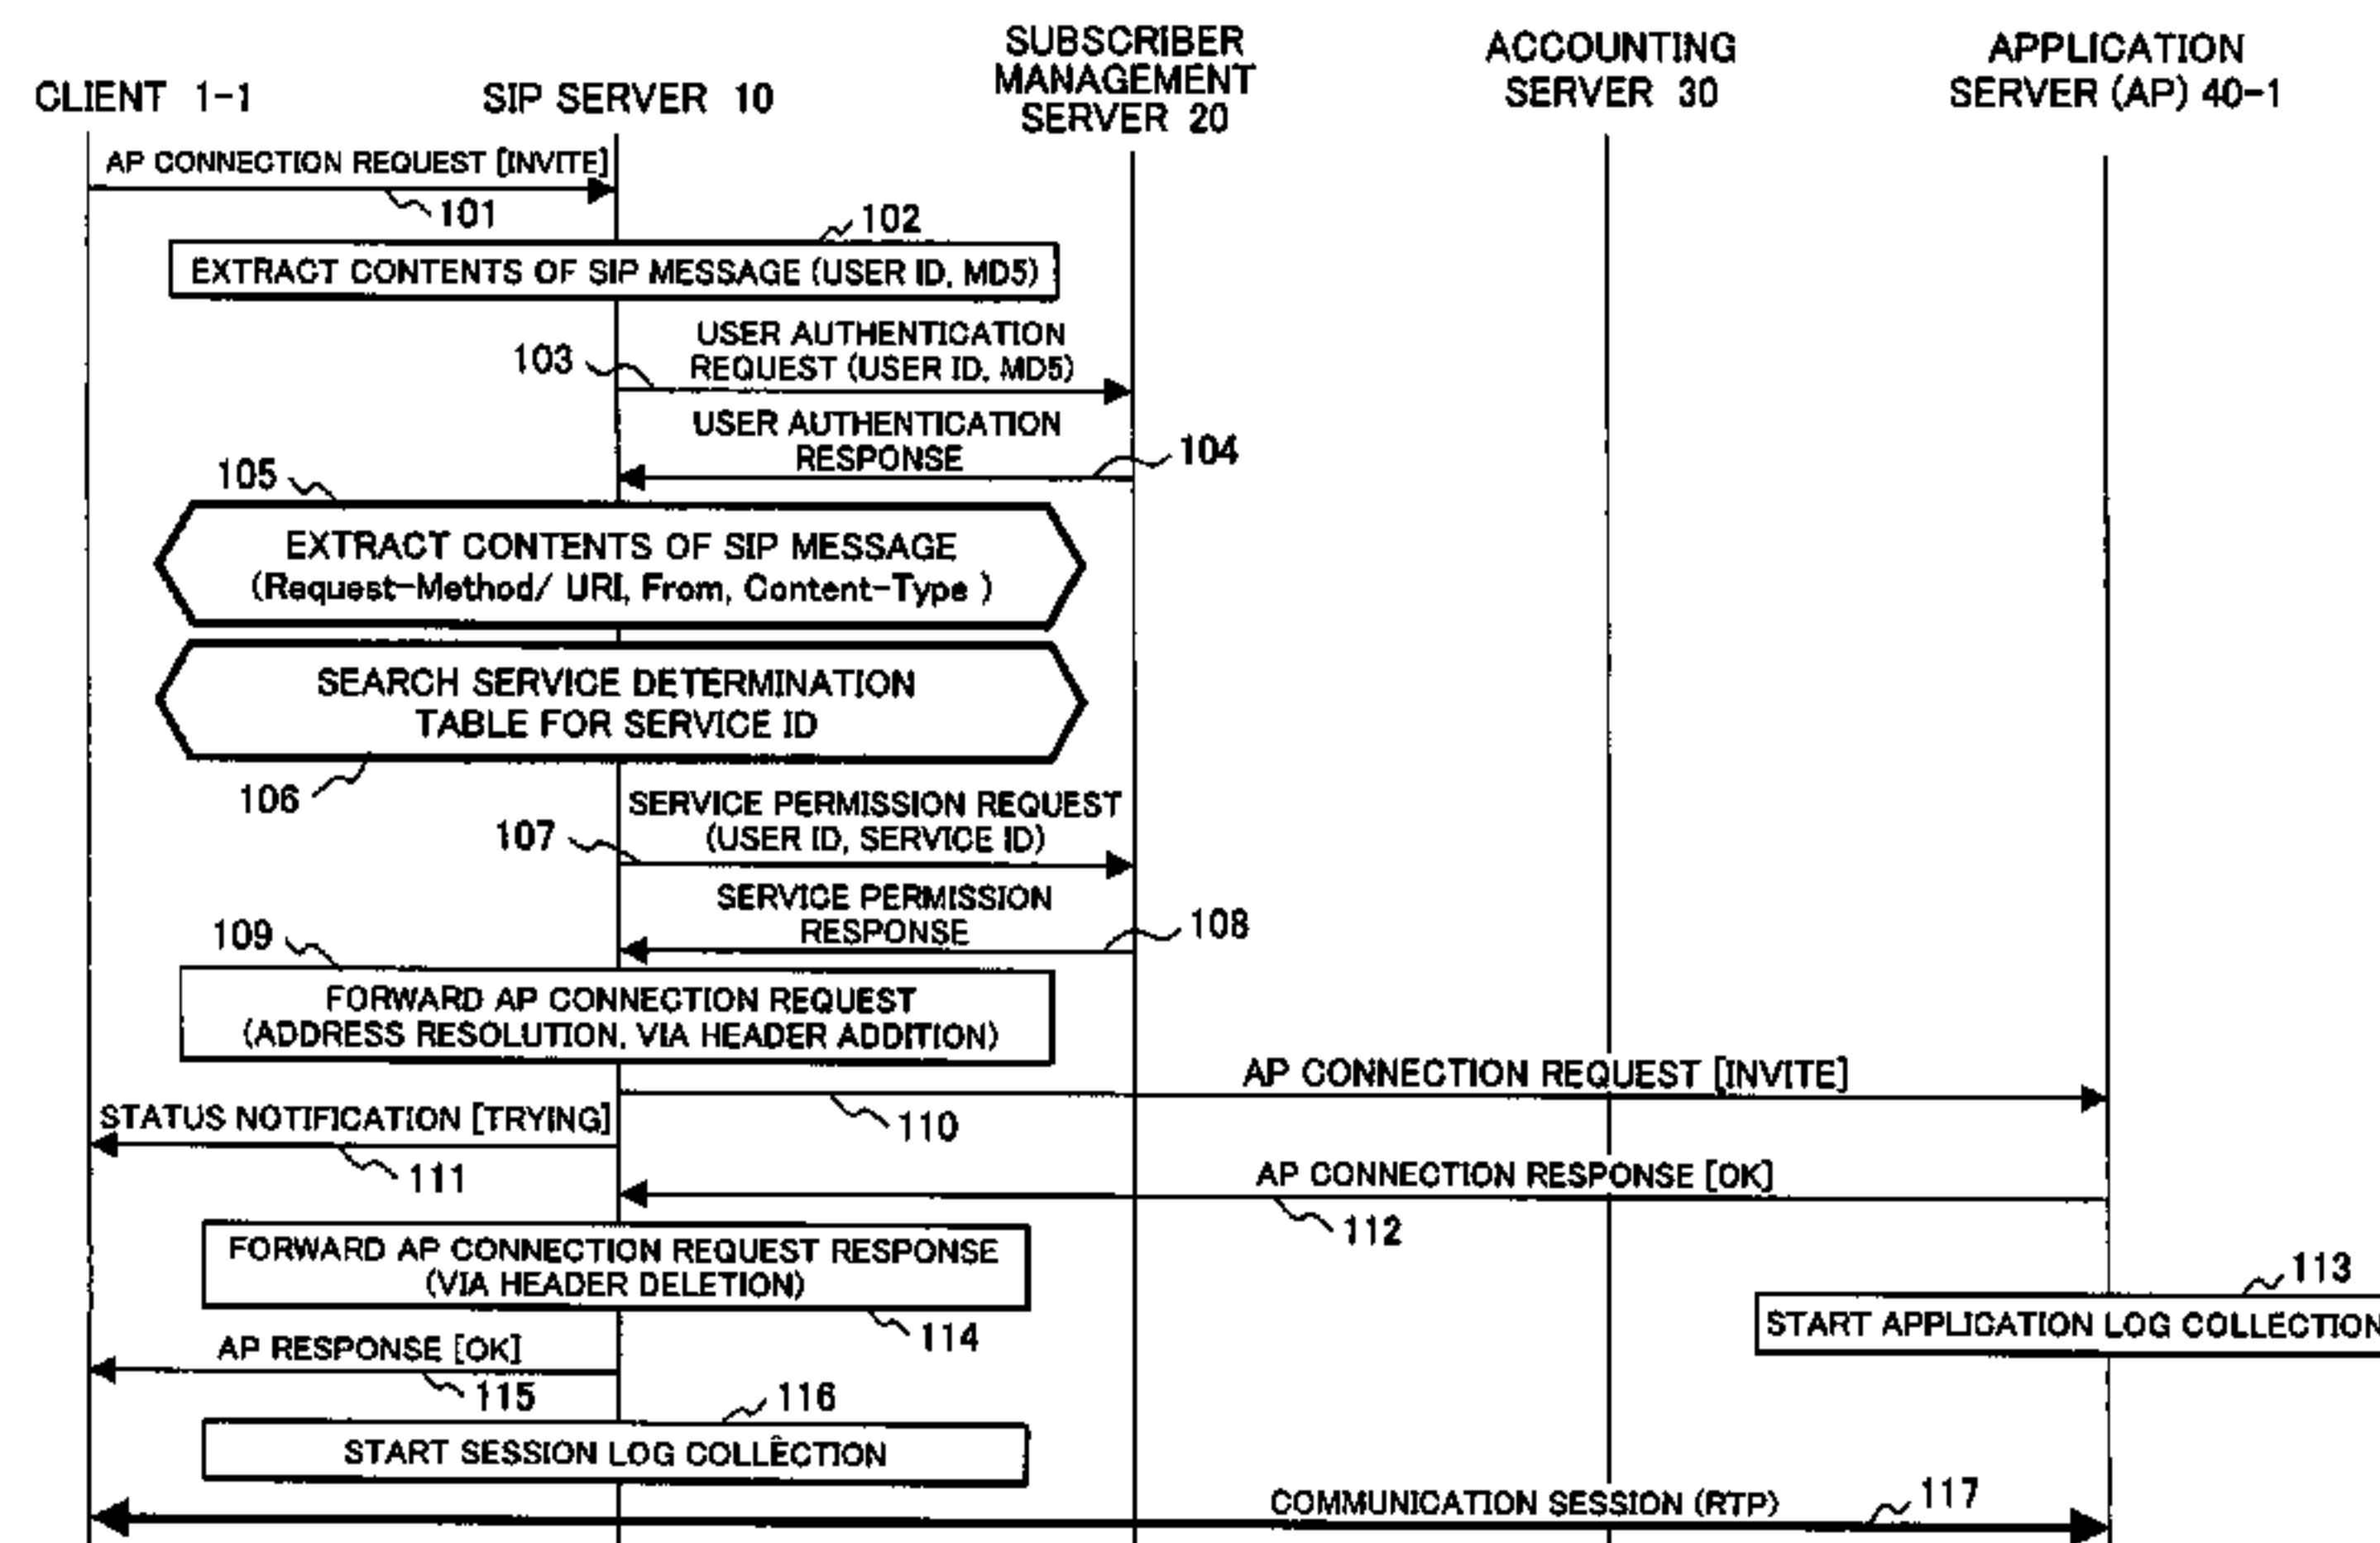 CLIENT 1-1
SIP SERVER 10
SUBSCRIBER
MANAGEMENT
SERVER 20
ACCOUNTING
SERVER 30
APPLICATION
SERVER (AP) 40-1
AP CONNECTION REQUEST [INVITE]
101
102
EXTRACT CONTENTS OF SIP MESSAGE (USER ID, MD5)
USER AUTHENTICATION
REQUEST (USER ID, MD5)
103
USER AUTHENTICATION
RESPONSE
104
105
EXTRACT CONTENTS OF SIP MESSAGE
(Request-Method/ URI, From, Content-Type )
SEARCH SERVICE DETERMINATION
TABLE FOR SERVICE ID
106
SERVICE PERMISSION REQUEST
(USER ID, SERVICE ID)
107
SERVICE PERMISSION
RESPONSE
108
109
FORWARD AP CONNECTION REQUEST
(ADDRESS RESOLUTION, VIA HEADER ADDITION)
AP CONNECTION REQUEST [INVITE]
110
STATUS NOTIFICATION [TRYING]
111
AP CONNECTION RESPONSE [OK]
112
FORWARD AP CONNECTION REQUEST RESPONSE
(VIA HEADER DELETION)
113
START APPLICATION LOG COLLECTION
114
AP RESPONSE [OK]
115
116
START SESSION LOG COLLECTION
COMMUNICATION SESSION (RTP)
117